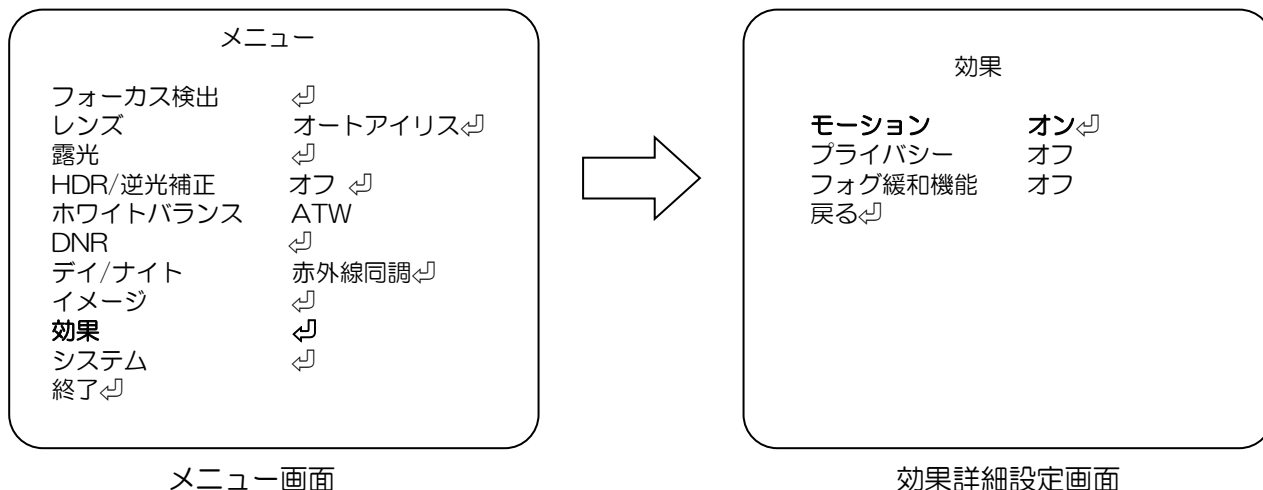 メニュー
フォーカス検出 ⏎
レンズ オートアイリス⏎
露光 ⏎
HDR/逆光補正 オフ ⏎
ホワイトバランス ATW
DNR ⏎
デイ/ナイト 赤外線同調⏎
イメージ ⏎
効果 ⏎
システム ⏎
終了⏎
メニュー画面
効果
モーション オン⏎
プライバシー オフ
フォグ緩和機能 オフ
戻る⏎
効果詳細設定画面